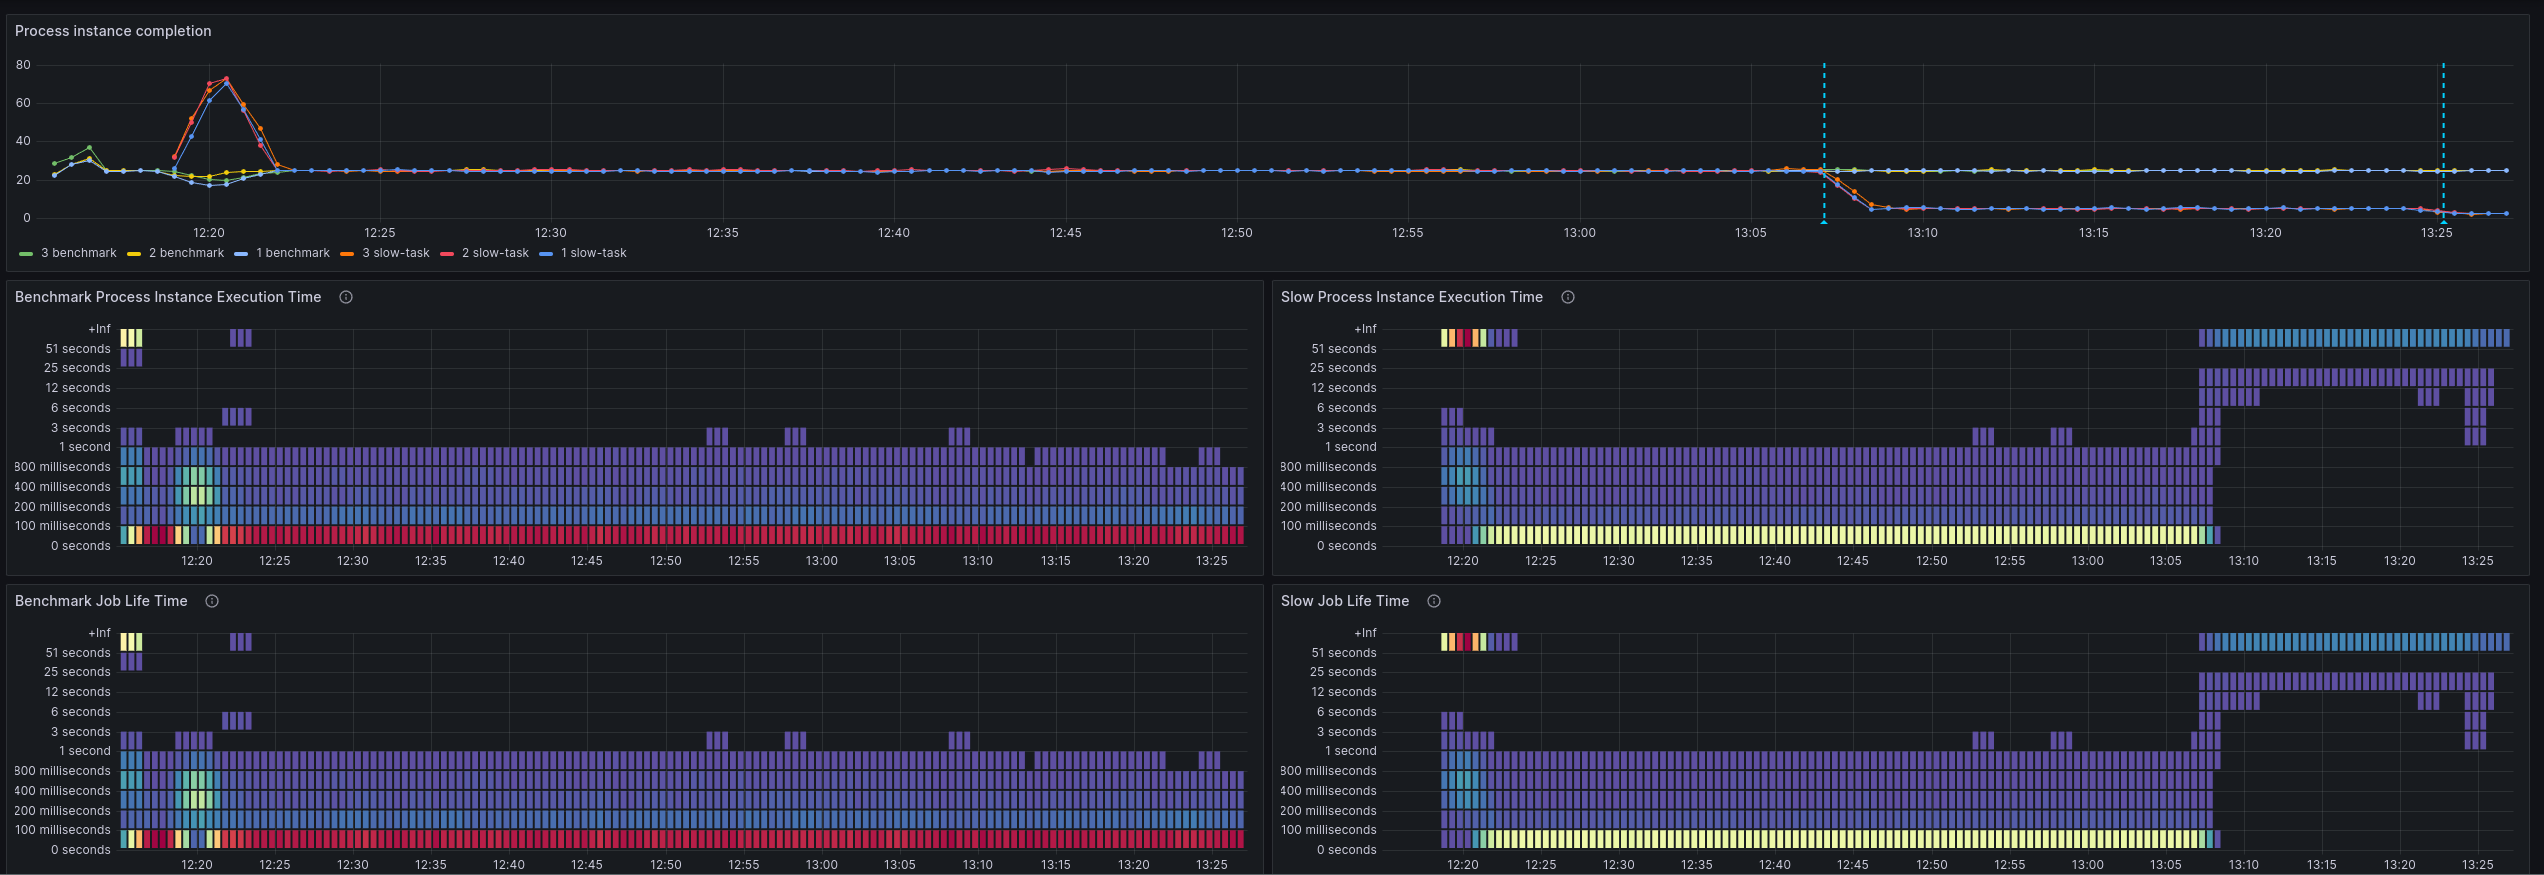 Process instance completion
80
60
40
20
0
12:20 12:25 12:30 12:35 12:40 12:45 12:50 12:55 13:00 13:05 13:10 13:15 13:20 13:25
3 benchmark 2 benchmark 1 benchmark 3 slow-task 2 slow-task 1 slow-task
Benchmark Process Instance Execution Time
+Inf
51 seconds
25 seconds
12 seconds
6 seconds
3 seconds
1 second
800 milliseconds
400 milliseconds
200 milliseconds
100 milliseconds
0 seconds
12:20 12:25 12:30 12:35 12:40 12:45 12:50 12:55 13:00 13:05 13:10 13:15 13:20 13:25
Slow Process Instance Execution Time
+Inf
51 seconds
25 seconds
12 seconds
6 seconds
3 seconds
1 second
800 milliseconds
400 milliseconds
200 milliseconds
100 milliseconds
0 seconds
12:20 12:25 12:30 12:35 12:40 12:45 12:50 12:55 13:00 13:05 13:10 13:15 13:20 13:25
Benchmark Job Life Time
+Inf
51 seconds
25 seconds
12 seconds
6 seconds
3 seconds
1 second
800 milliseconds
400 milliseconds
200 milliseconds
100 milliseconds
0 seconds
12:20 12:25 12:30 12:35 12:40 12:45 12:50 12:55 13:00 13:05 13:10 13:15 13:20 13:25
Slow Job Life Time
+Inf
51 seconds
25 seconds
12 seconds
6 seconds
3 seconds
1 second
800 milliseconds
400 milliseconds
200 milliseconds
100 milliseconds
0 seconds
12:20 12:25 12:30 12:35 12:40 12:45 12:50 12:55 13:00 13:05 13:10 13:15 13:20 13:25